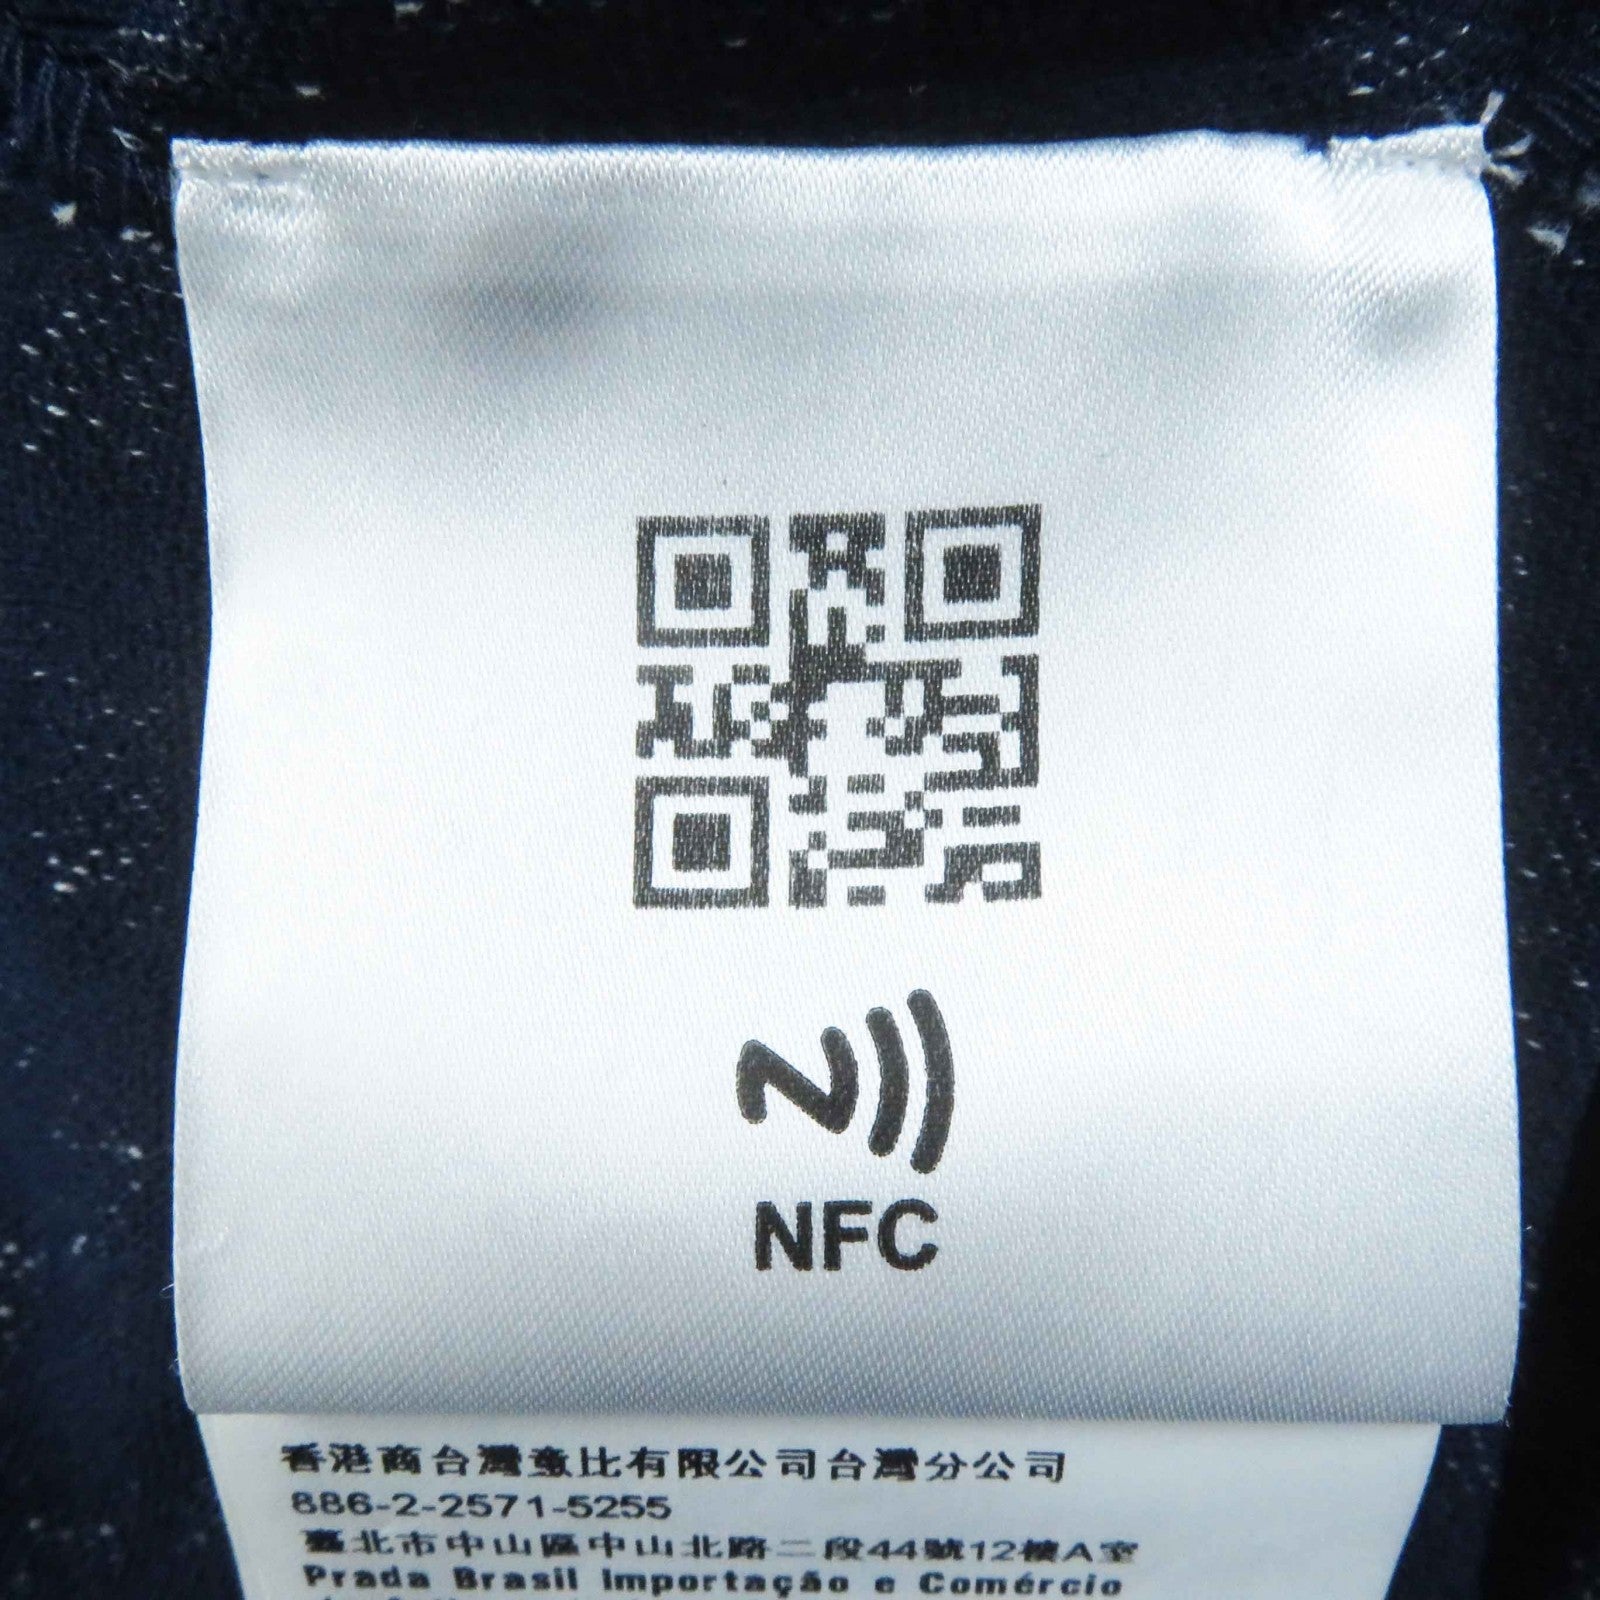 NFC
香港商台灣意比有限公司台灣分公司
886-2-2571-5255
臺北市中山區中山北路二段44號12樓A室
Prada Brasil Importação e Comércio